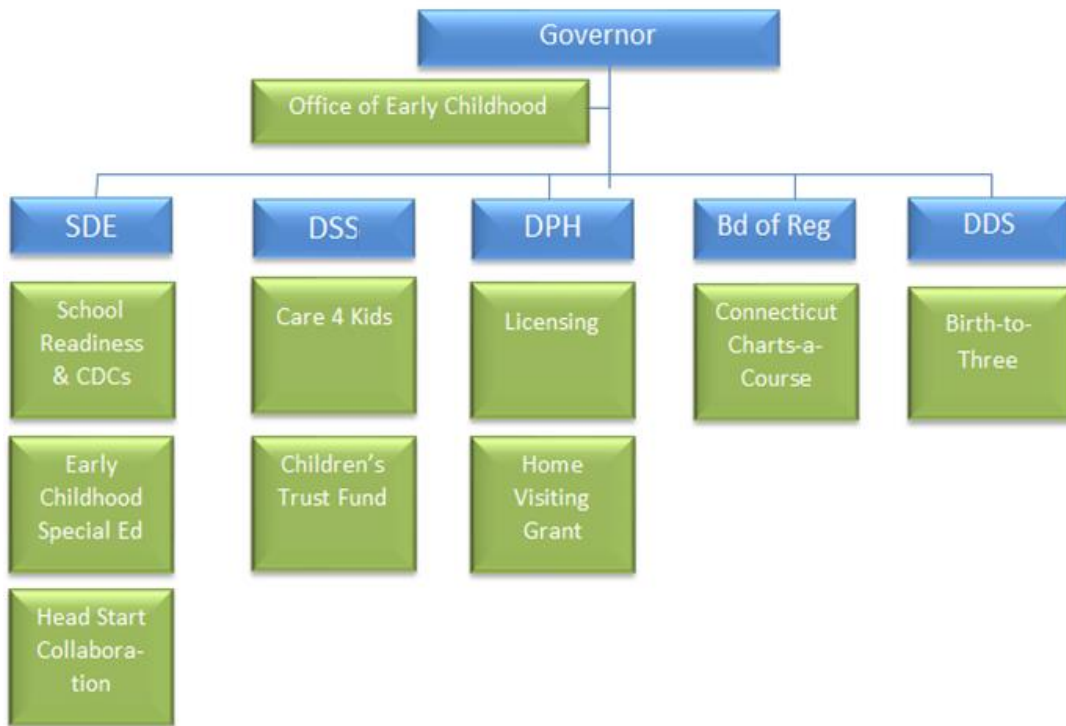 Governor
Office of Early Childhood
SDE
DSS
DPH
Bd of Reg
DDS
School
Readiness
& CDCs
Care 4 Kids
Licensing
Connecticut
Charts-a-
Course
Birth-to-
Three
Early
Childhood
Special Ed
Children's
Trust Fund
Home
Visiting
Grant
Head Start
Collabora-
tion